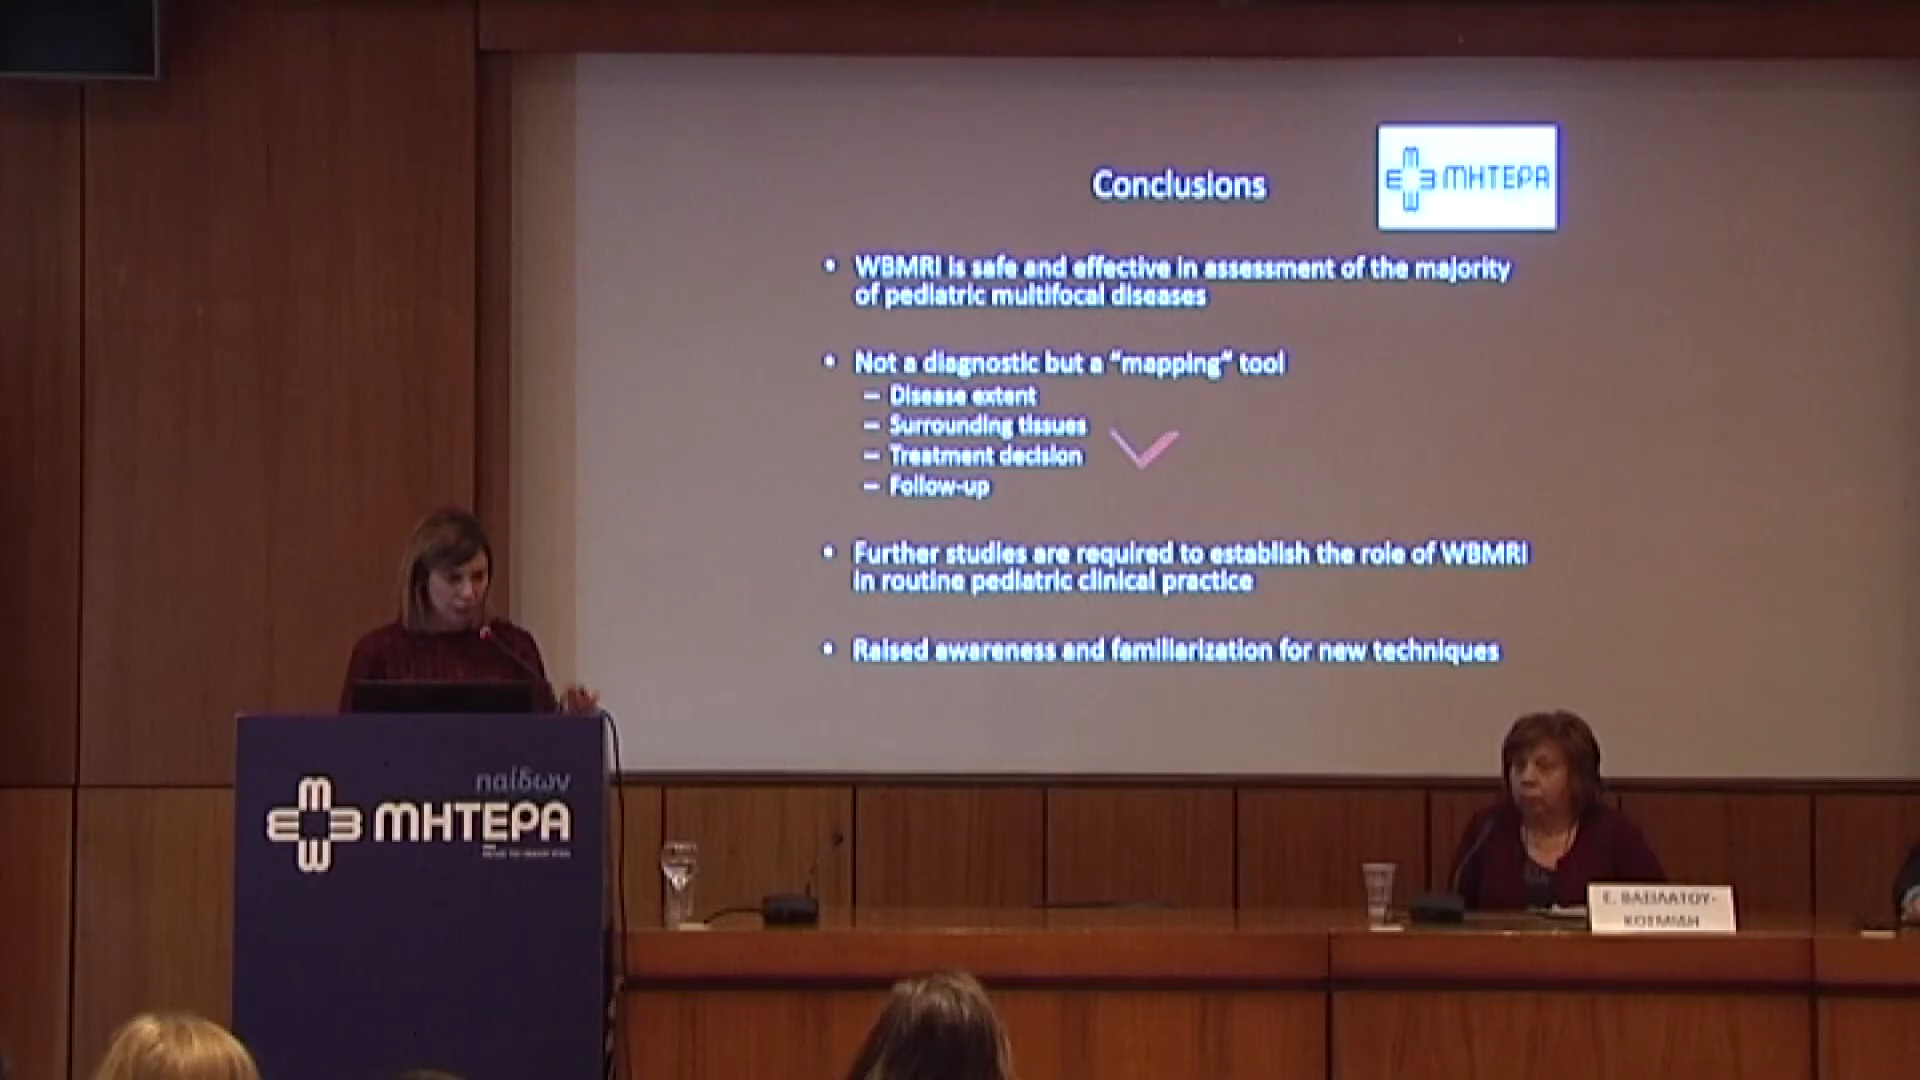 Conclusions
ΜΗΤΕΡΑ
• WBMRI is safe and effective in assessment of the majority
of pediatric multifocal diseases
• Not a diagnostic but a “mapping” tool
– Disease extent
– Surrounding tissues
– Treatment decision
– Follow-up
• Further studies are required to establish the role of WBMRI
in routine pediatric clinical practice
• Raised awareness and familiarization for new techniques
παίδων
ΜΗΤΕΡΑ
Ε. ΒΑΣΙΛΑΤΟΥ-
ΚΟΣΜΙΔΗ